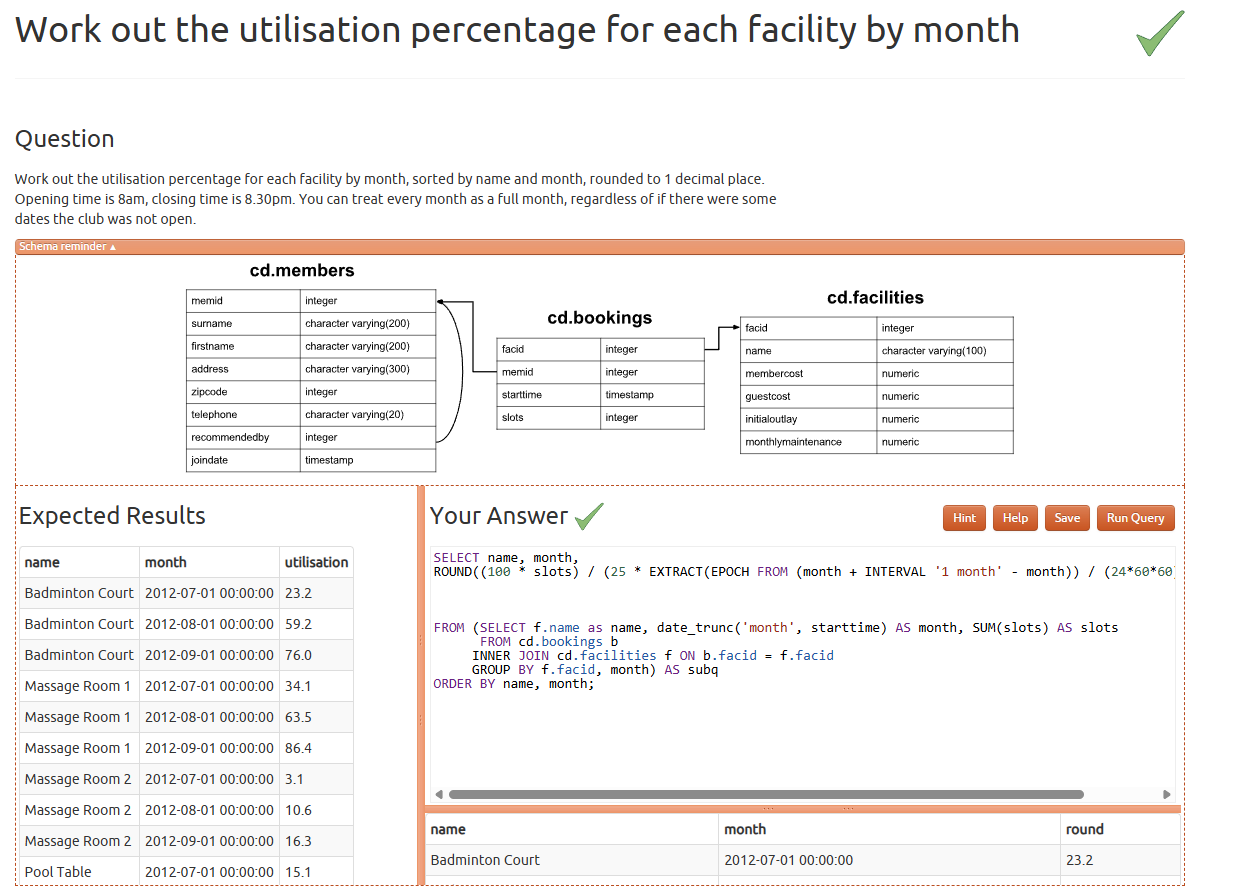 Work out the utilisation percentage for each facility by month
Question
Work out the utilisation percentage for each facility by month, sorted by name and month, rounded to 1 decimal place.
Opening time is 8am, closing time is 8.30pm. You can treat every month as a full month, regardless of if there were some
dates the club was not open.
Schema reminder ▲
cd.members
memid integer
surname character varying(200)
firstname character varying(200)
address character varying(300)
zipcode integer
telephone character varying(20)
recommendedby integer
joindate timestamp
cd.bookings
facid integer
memid integer
starttime timestamp
slots integer
cd.facilities
facid integer
name character varying(100)
membercost numeric
guestcost numeric
initialoutlay numeric
monthlymaintenance numeric
Expected Results
name month utilisation
Badminton Court 2012-07-01 00:00:00 23.2
Badminton Court 2012-08-01 00:00:00 59.2
Badminton Court 2012-09-01 00:00:00 76.0
Massage Room 1 2012-07-01 00:00:00 34.1
Massage Room 1 2012-08-01 00:00:00 63.5
Massage Room 1 2012-09-01 00:00:00 86.4
Massage Room 2 2012-07-01 00:00:00 3.1
Massage Room 2 2012-08-01 00:00:00 10.6
Massage Room 2 2012-09-01 00:00:00 16.3
Pool Table 2012-07-01 00:00:00 15.1
Your Answer
Hint Help Save Run Query
SELECT name, month,
ROUND((100 * slots) / (25 * EXTRACT(EPOCH FROM (month + INTERVAL '1 month' - month)) / (24*60*60
FROM (SELECT f.name as name, date_trunc('month', starttime) AS month, SUM(slots) AS slots
FROM cd.bookings b
INNER JOIN cd.facilities f ON b.facid = f.facid
GROUP BY f.facid, month) AS subq
ORDER BY name, month;
name month round
Badminton Court 2012-07-01 00:00:00 23.2